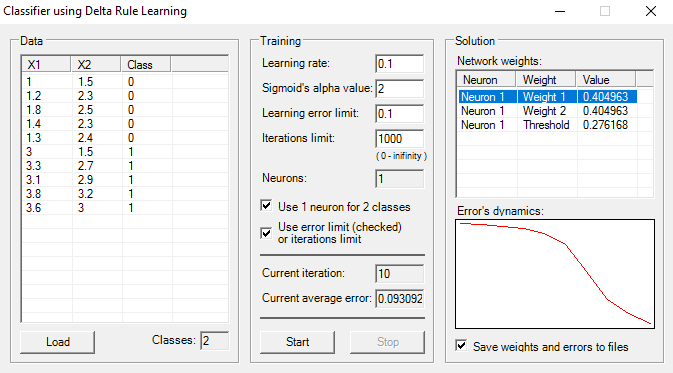 Classifier using Delta Rule Learning
Data
X1 X2 Class
1 1.5 0
1.2 2.3 0
1.8 2.5 0
1.4 2.3 0
1.3 2.4 0
3 1.5 1
3.3 2.7 1
3.1 2.9 1
3.8 3.2 1
3.6 3 1
Load
Classes: 2
Training
Learning rate: 0.1
Sigmoid's alpha value: 2
Learning error limit: 0.1
Iterations limit: 1000
( 0 - inifinity )
Neurons: 1
Use 1 neuron for 2 classes
Use error limit (checked)
or iterations limit
Current iteration: 10
Current average error: 0.093092
Start Stop
Solution
Network weights:
Neuron Weight Value
Neuron 1 Weight 1 0.404963
Neuron 1 Weight 2 0.404963
Neuron 1 Threshold 0.276168
Error's dynamics:
Save weights and errors to files